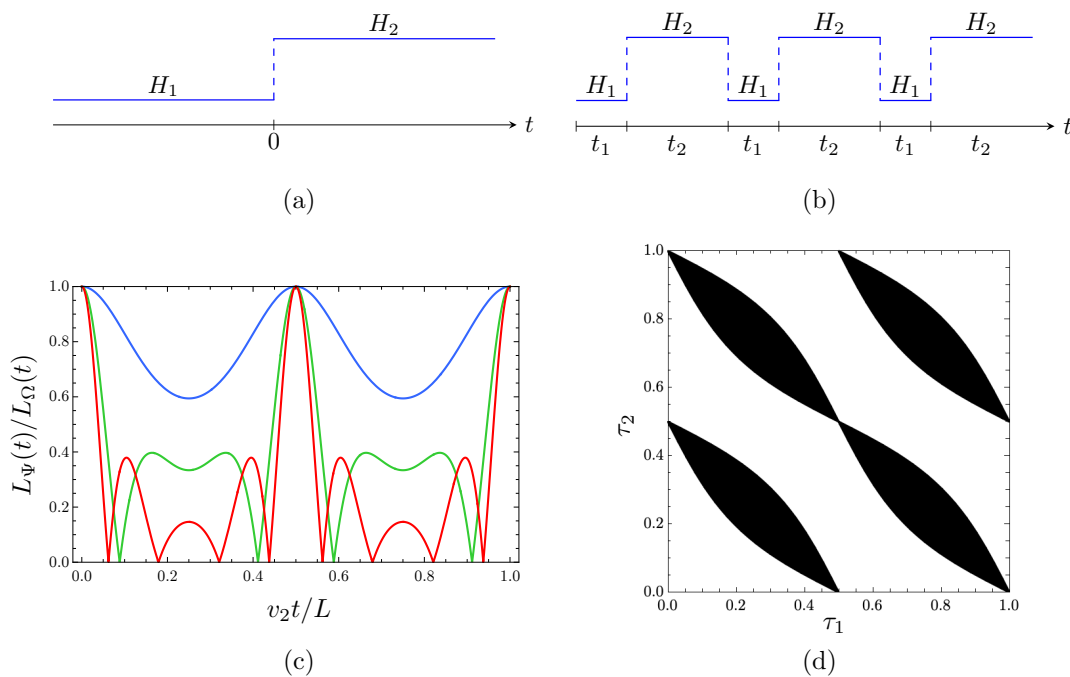 H₂
H₁
t
0
(a)
H₂ H₂ H₂
H₁ H₁ H₁
t
t₁ t₂ t₁ t₂ t₁ t₂
(b)
1.0
0.8
0.6
0.4
0.2
0.0
L_Ψ(t)/L_Ω(t)
0.0 0.2 0.4 0.6 0.8 1.0
v₂t/L
(c)
1.0
0.8
0.6
0.4
0.2
0.0
τ₂
0.0 0.2 0.4 0.6 0.8 1.0
τ₁
(d)